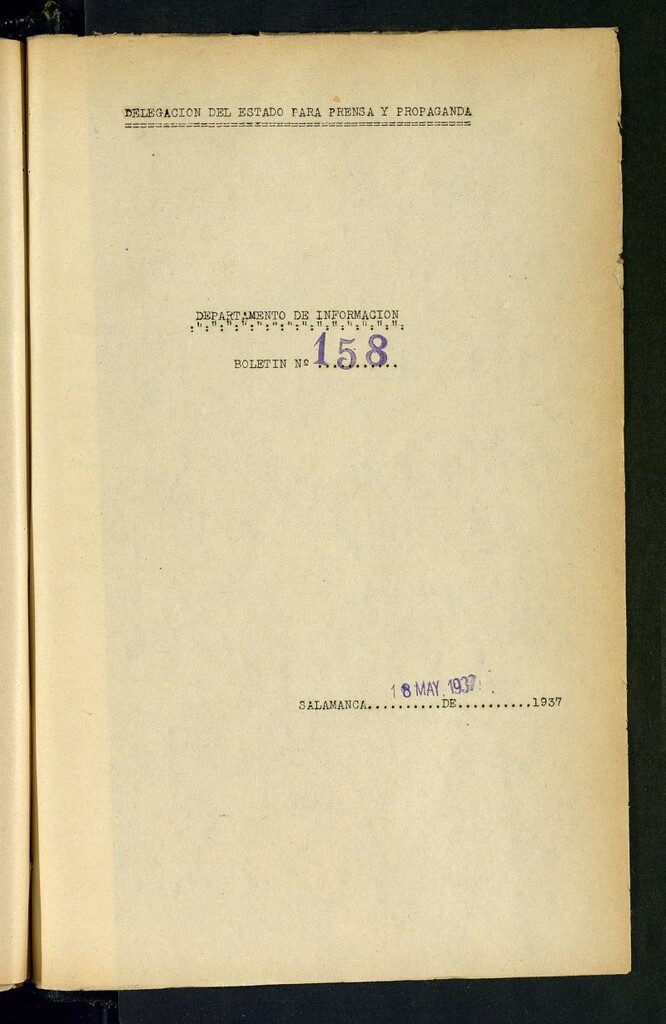 DELEGACION DEL ESTADO PARA PRENSA Y PROPAGANDA
DEPARTAMENTO DE INFORMACION
BOLETIN Nº 158
18 MAY. 1937
SALAMANCA..........DE..........1937